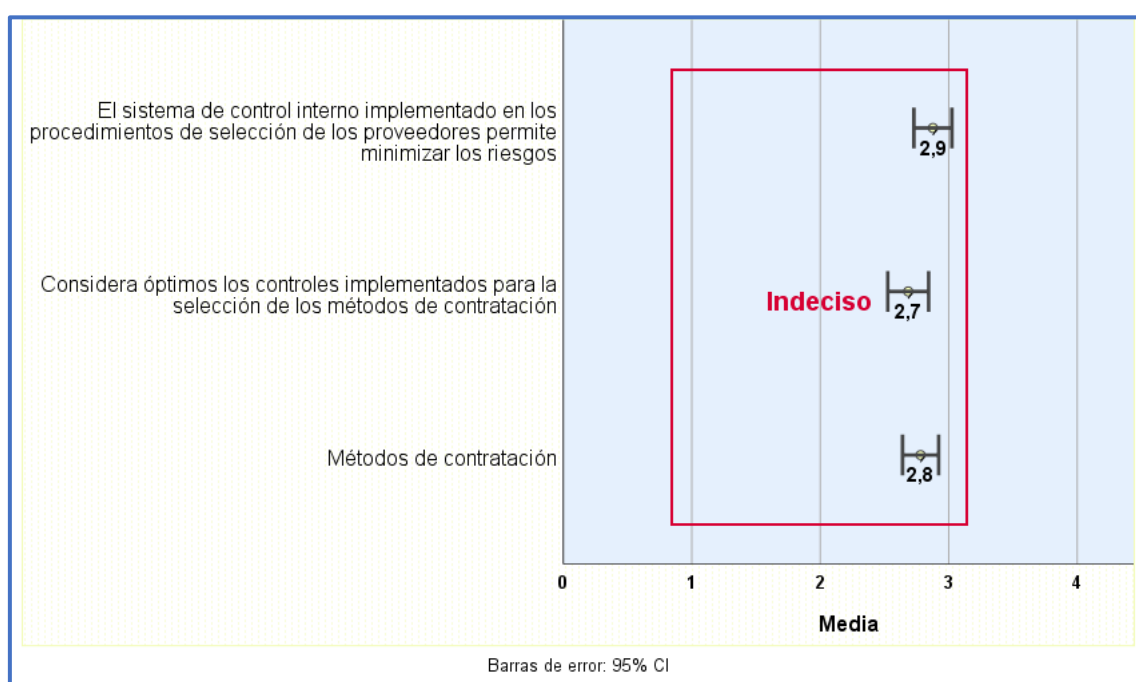 El sistema de control interno implementado en los
procedimientos de selección de los proveedores permite
minimizar los riesgos
2,9
Considera óptimos los controles implementados para la
selección de los métodos de contratación
Indeciso
2,7
Métodos de contratación
2,8
0 1 2 3 4
Media
Barras de error: 95% CI